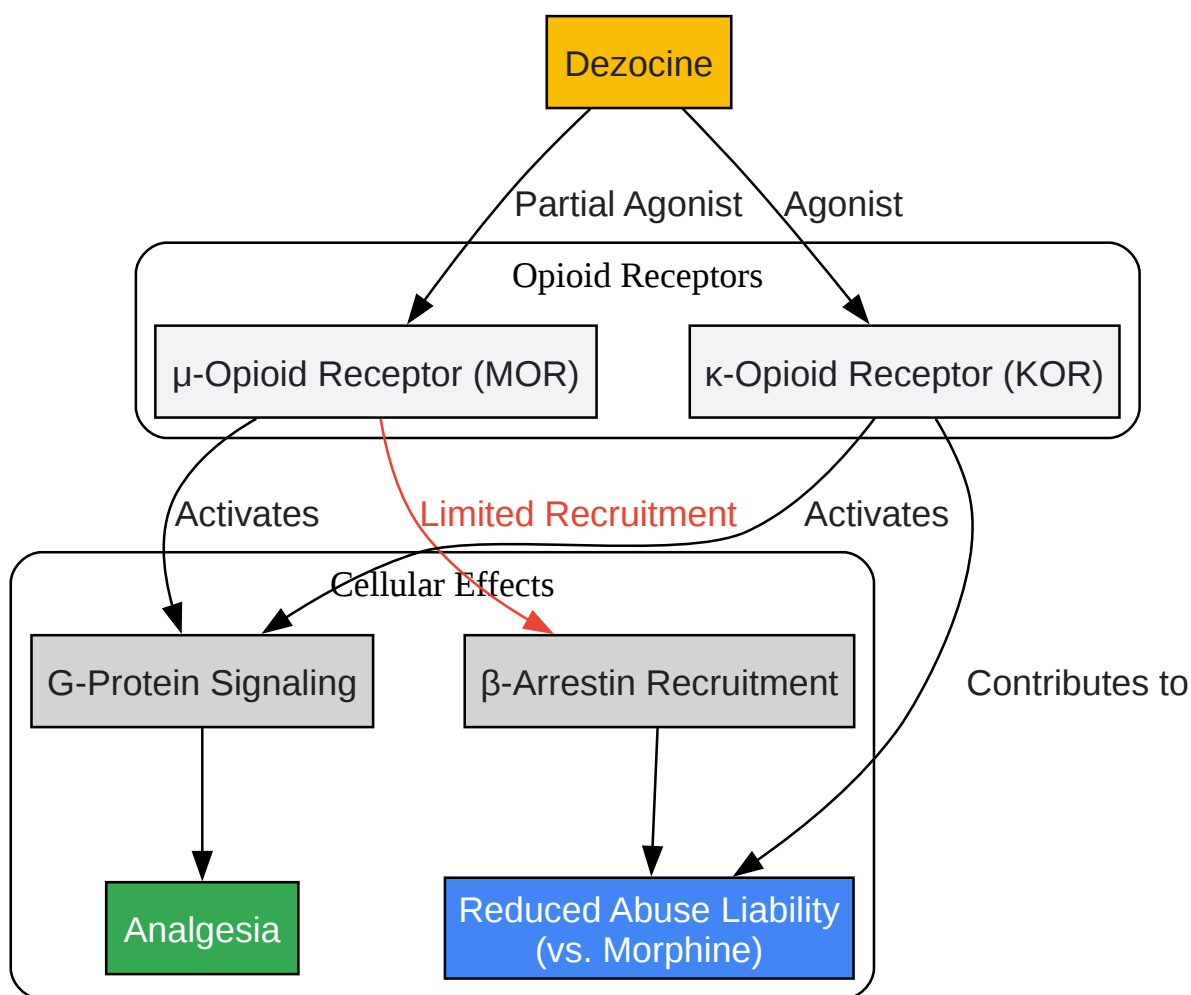 Dezocine
Partial Agonist
Agonist
Opioid Receptors
μ-Opioid Receptor (MOR)
κ-Opioid Receptor (KOR)
Activates
Limited Recruitment
Activates
Cellular Effects
G-Protein Signaling
β-Arrestin Recruitment
Contributes to
Analgesia
Reduced Abuse Liability
(vs. Morphine)